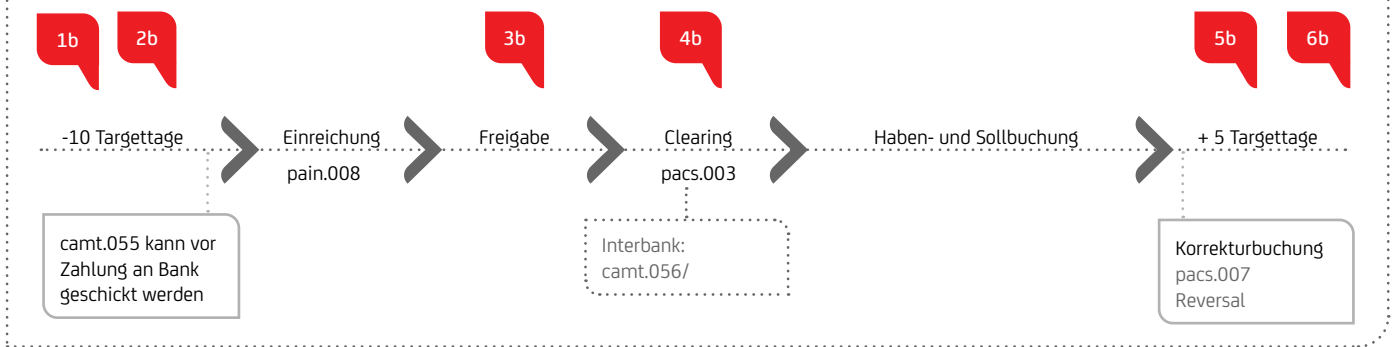 1b 2b 3b 4b 5b 6b
-10 Targettage Einreichung Freigabe Clearing Haben- und Sollbuchung + 5 Targettage
pain.008 pacs.003
camt.055 kann vor
Zahlung an Bank
geschickt werden
Interbank:
camt.056/
Korrekturbuchung
pacs.007
Reversal